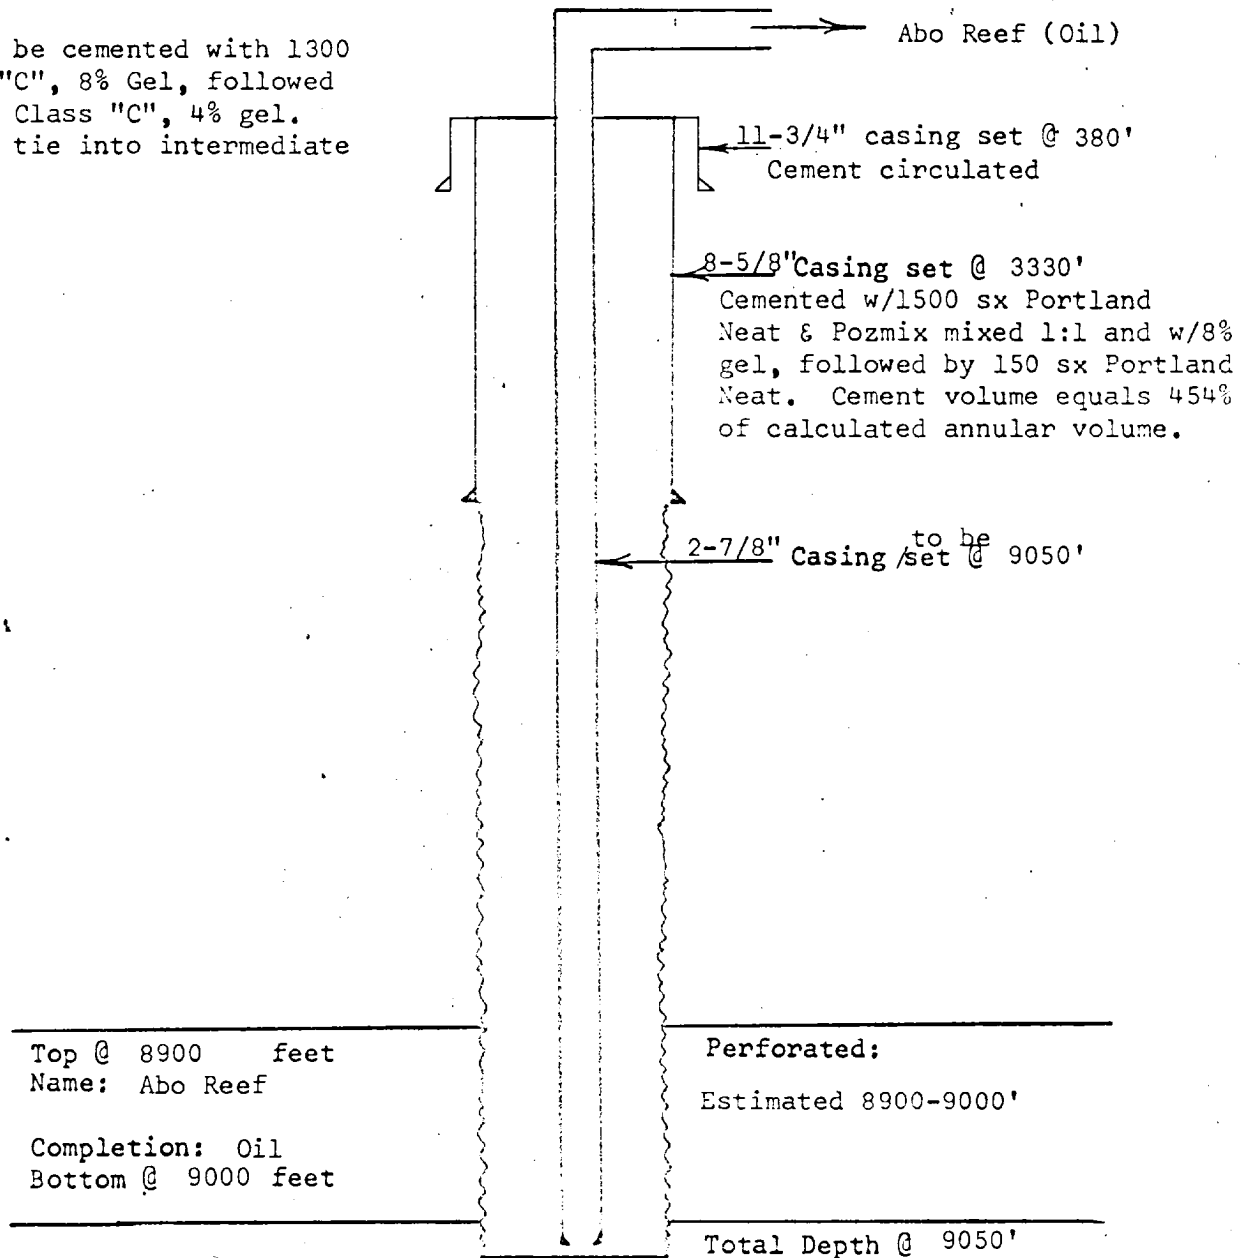 be cemented with 1300
"C", 8% Gel, followed
Class "C", 4% gel.
tie into intermediate
Abo Reef (Oil)
11-3/4" casing set @ 380'
Cement circulated
8-5/8" Casing set @ 3330'
Cemented w/1500 sx Portland
Neat & Pozmix mixed 1:1 and w/8%
gel, followed by 150 sx Portland
Neat. Cement volume equals 454%
of calculated annular volume.
to be
2-7/8" Casing /set @ 9050'
Top @ 8900 feet
Name: Abo Reef
Completion: Oil
Bottom @ 9000 feet
Perforated:
Estimated 8900-9000'
Total Depth @ 9050'